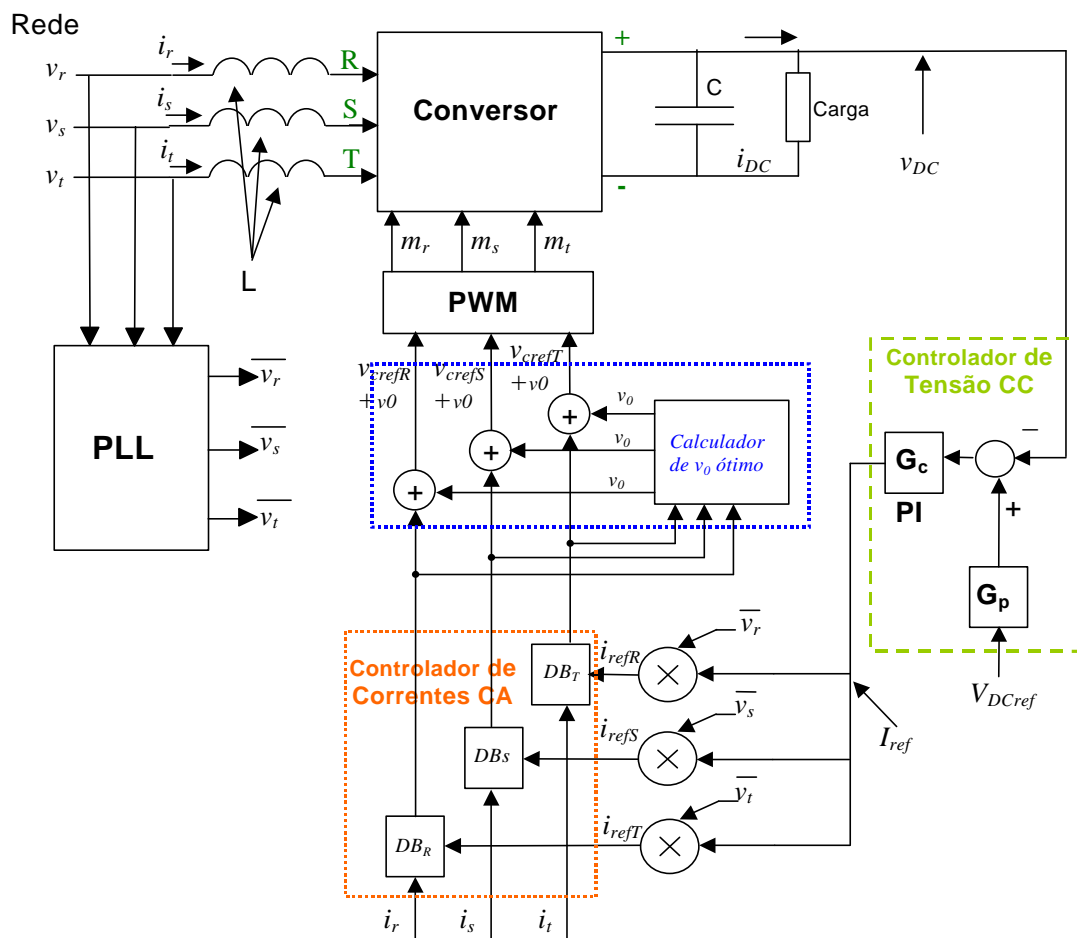 Rede
i_r
v_r
R
i_s
v_s
S
i_t
v_t
T
L
Conversor
+
-
C
Carga
i_DC
v_DC
m_r
m_s
m_t
PWM
v_crefR
+v0
v_crefS
+v0
v_crefT
+v0
PLL
v_r
v_s
v_t
+
+
+
v_0
v_0
v_0
Calculador
de v_0 ótimo
Controlador de
Tensão CC
G_c
PI
−
+
G_p
V_DCref
I_ref
Controlador de
Correntes CA
DB_T
DBs
DB_R
i_refR
i_refS
i_refT
v_r
v_s
v_t
×
×
×
i_r
i_s
i_t